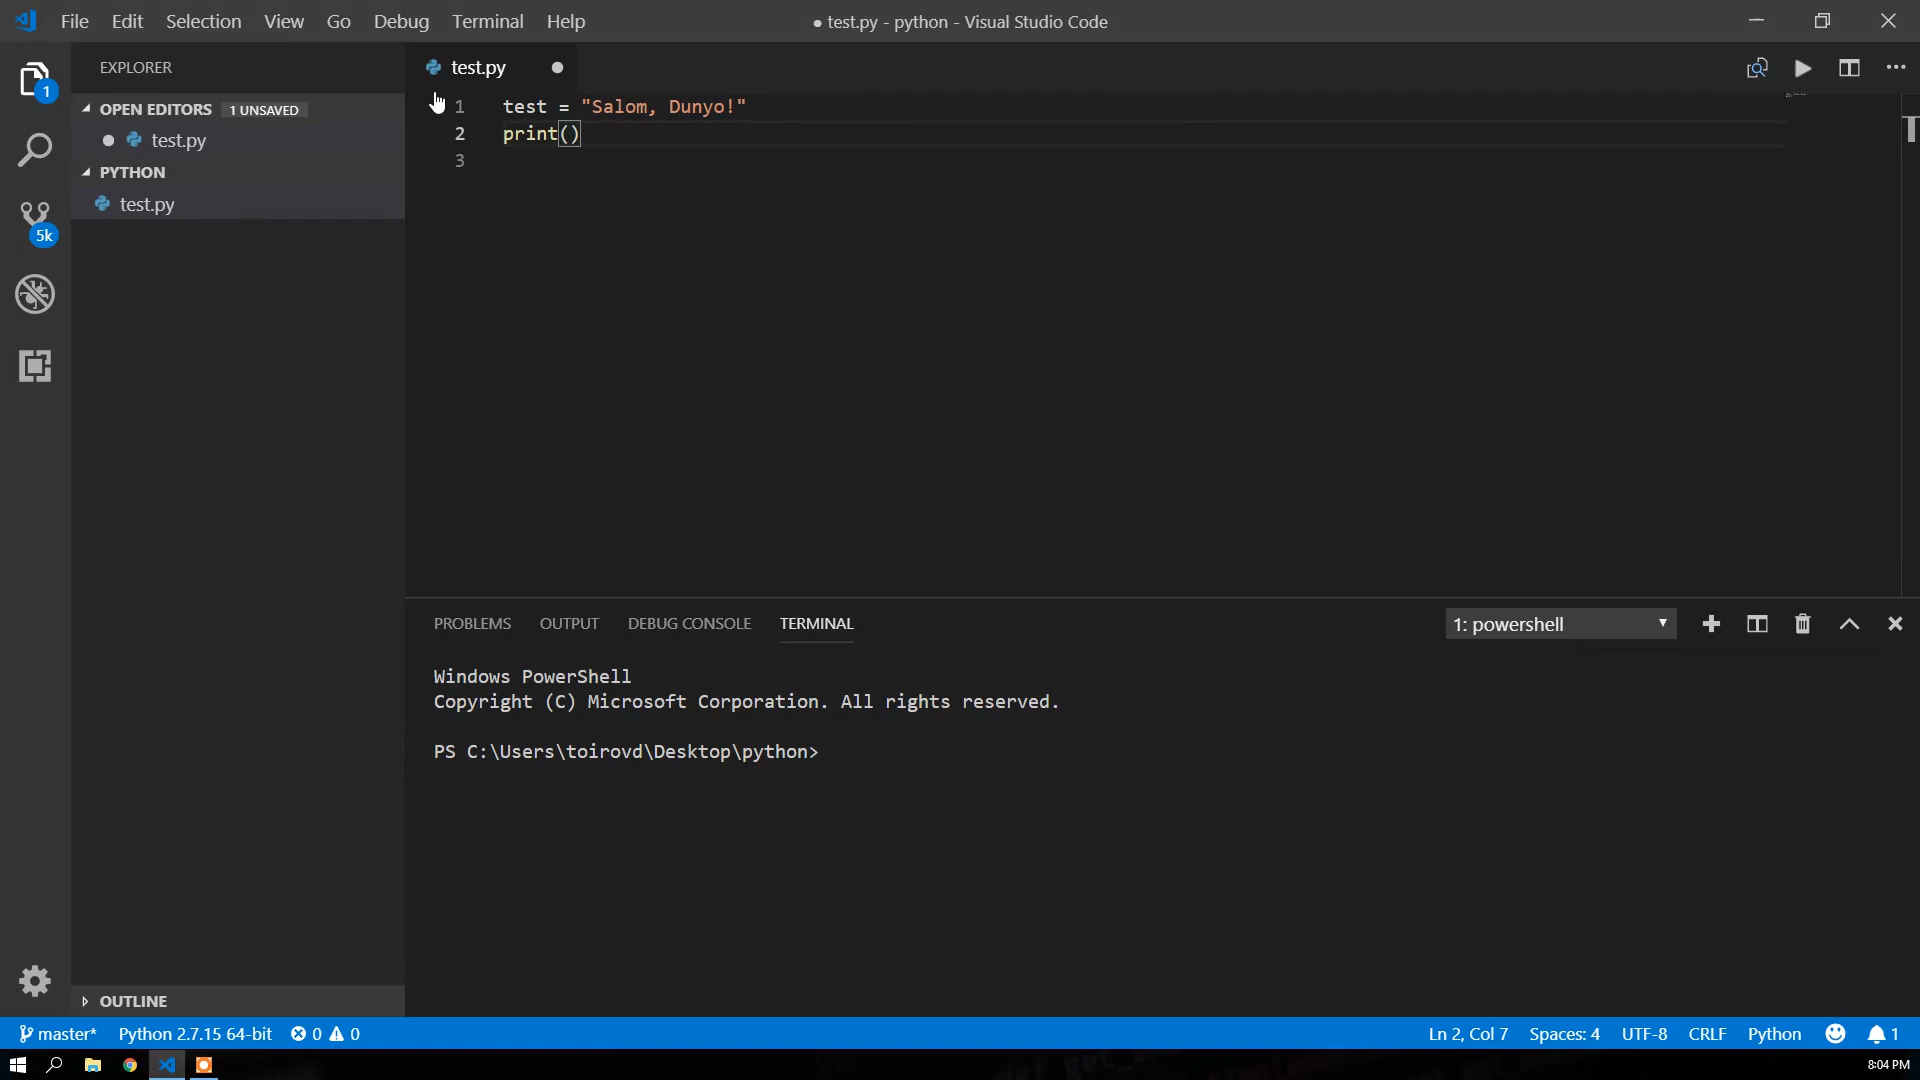 File Edit Selection View Go Debug Terminal Help
● test.py - python - Visual Studio Code
EXPLORER
OPEN EDITORS 1 UNSAVED
test.py
PYTHON
test.py
1
5k
OUTLINE
test.py
1 test = "Salom, Dunyo!"
2 print()
3
PROBLEMS OUTPUT DEBUG CONSOLE TERMINAL
1: powershell
Windows PowerShell
Copyright (C) Microsoft Corporation. All rights reserved.
PS C:\Users\toirovd\Desktop\python>
master* Python 2.7.15 64-bit 0 0
Ln 2, Col 7 Spaces: 4 UTF-8 CRLF Python 1
8:04 PM